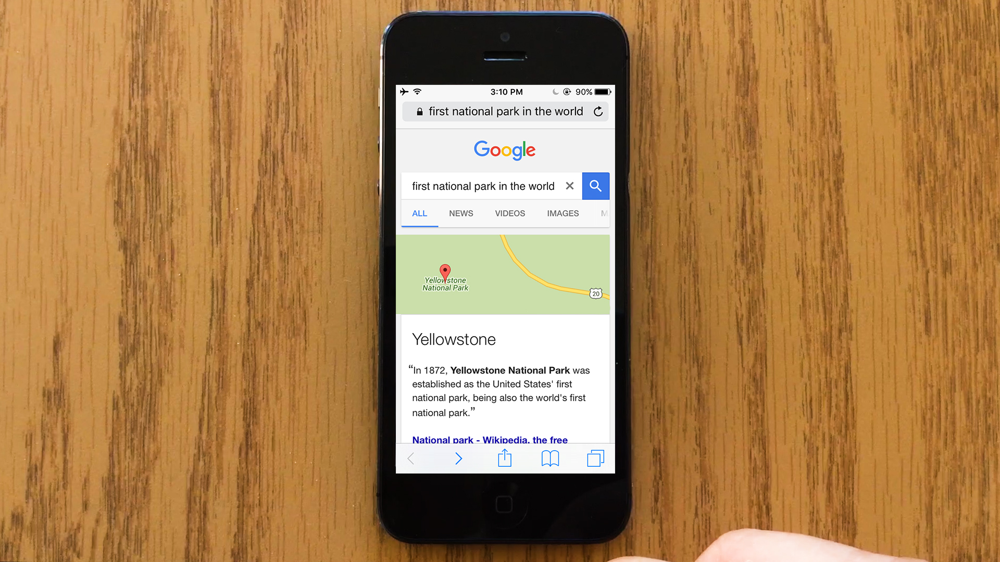 3:10 PM 90%
first national park in the world
Google
first national park in the world
ALL NEWS VIDEOS IMAGES M
Yellowstone
National Park
20
Yellowstone
“In 1872, Yellowstone National Park was
established as the United States' first
national park, being also the world's first
national park.”
National park - Wikipedia, the free